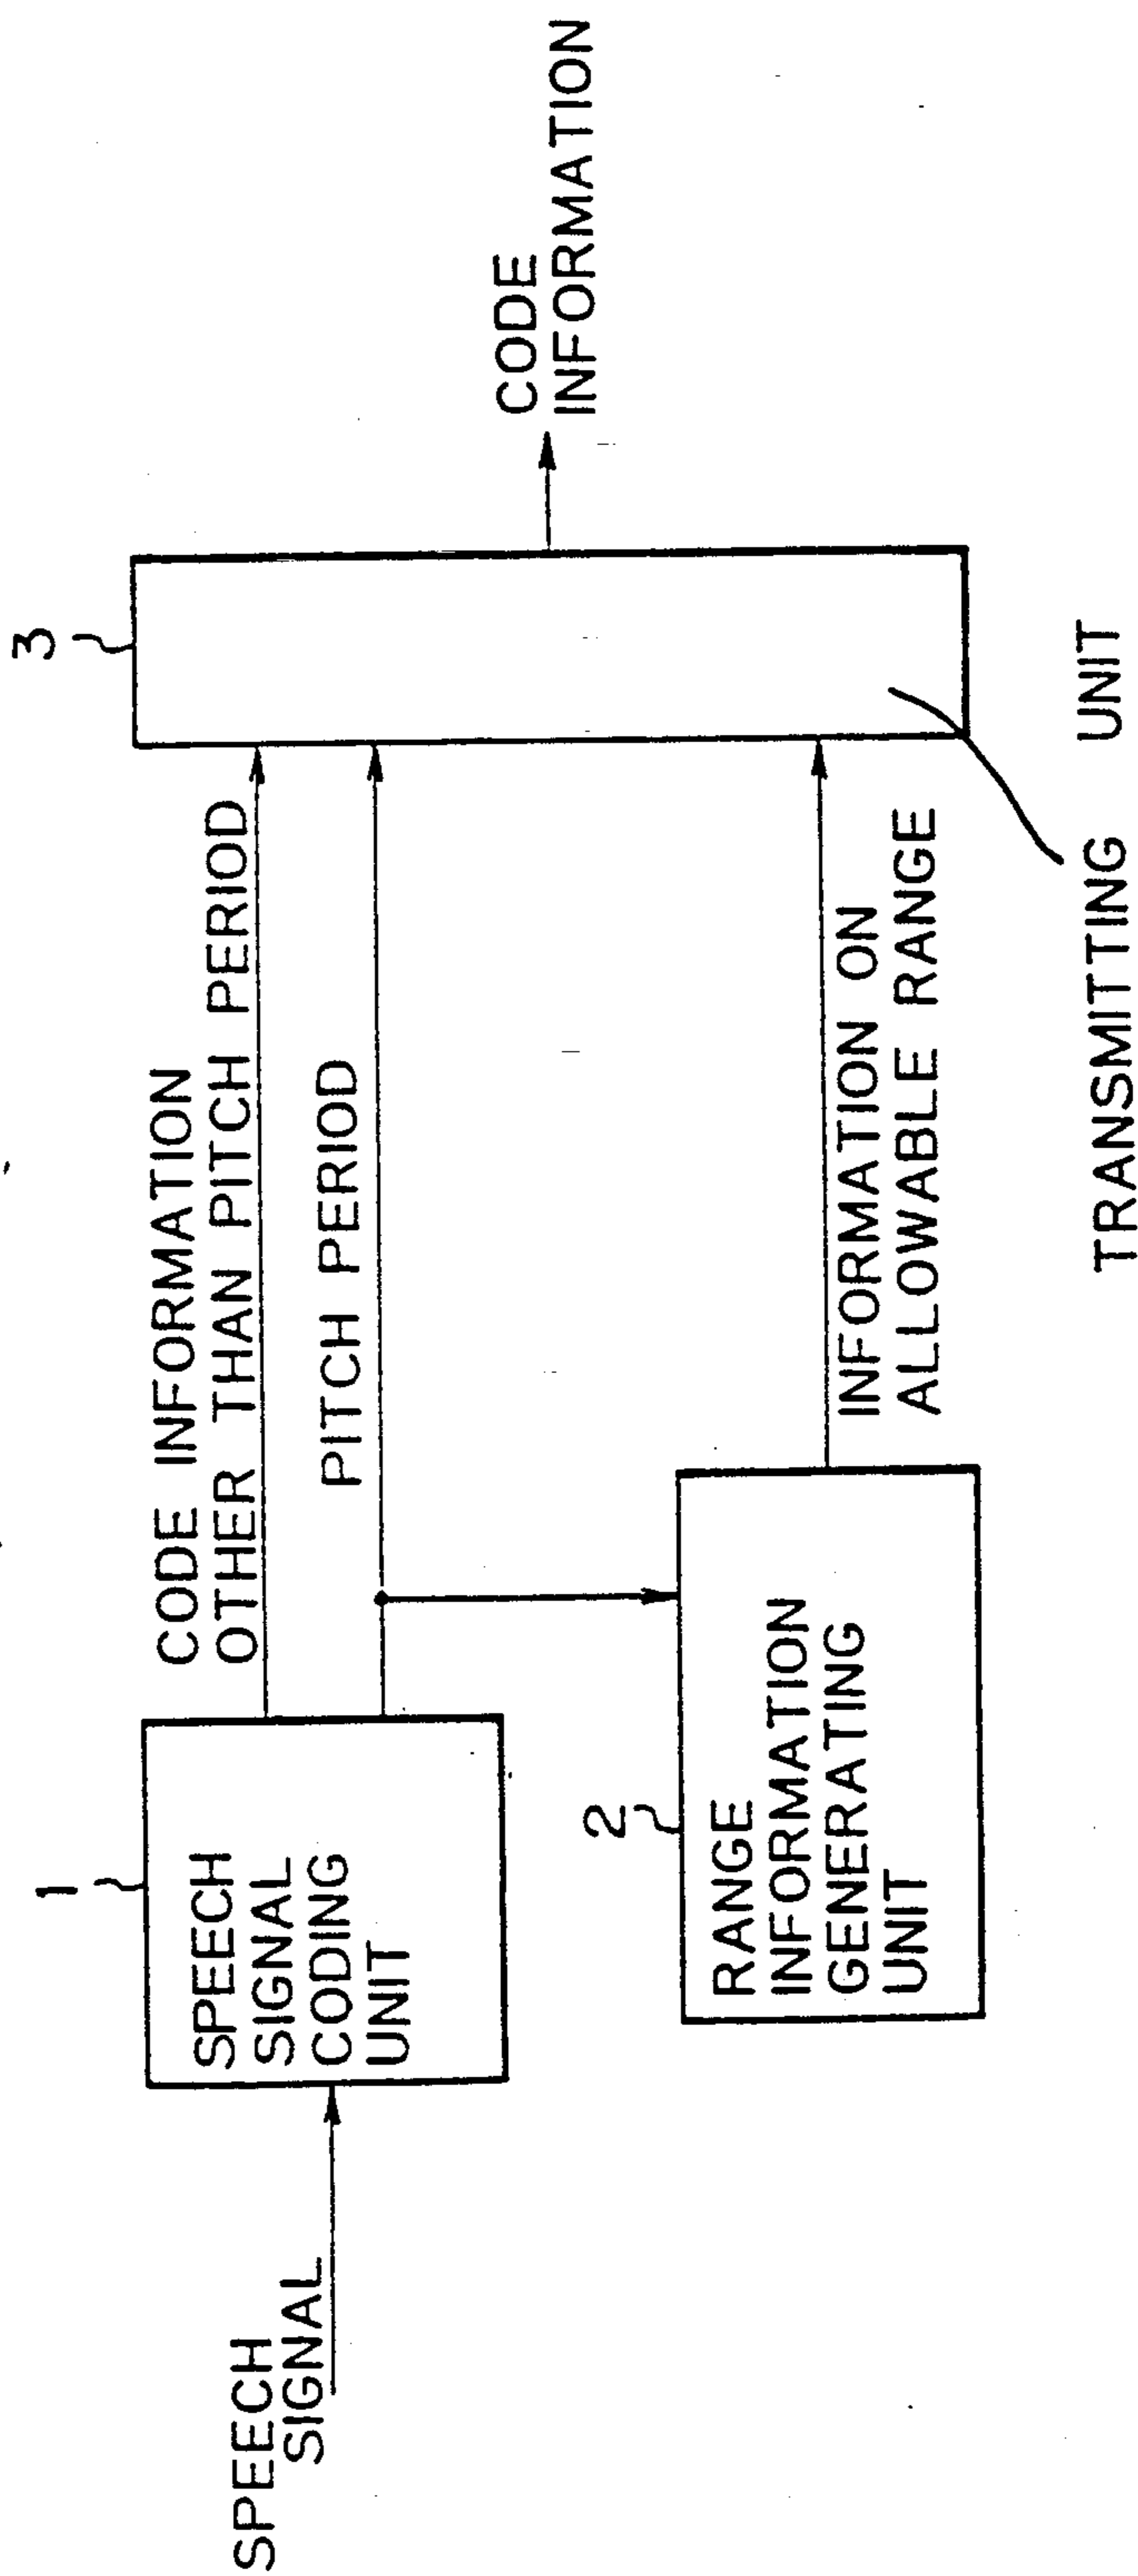 SPEECH
SIGNAL
1
SPEECH
SIGNAL
CODING
UNIT
CODE INFORMATION
OTHER THAN PITCH PERIOD
PITCH PERIOD
2
RANGE
INFORMATION
GENERATING
UNIT
INFORMATION ON
ALLOWABLE RANGE
3
TRANSMITTING UNIT
CODE
INFORMATION